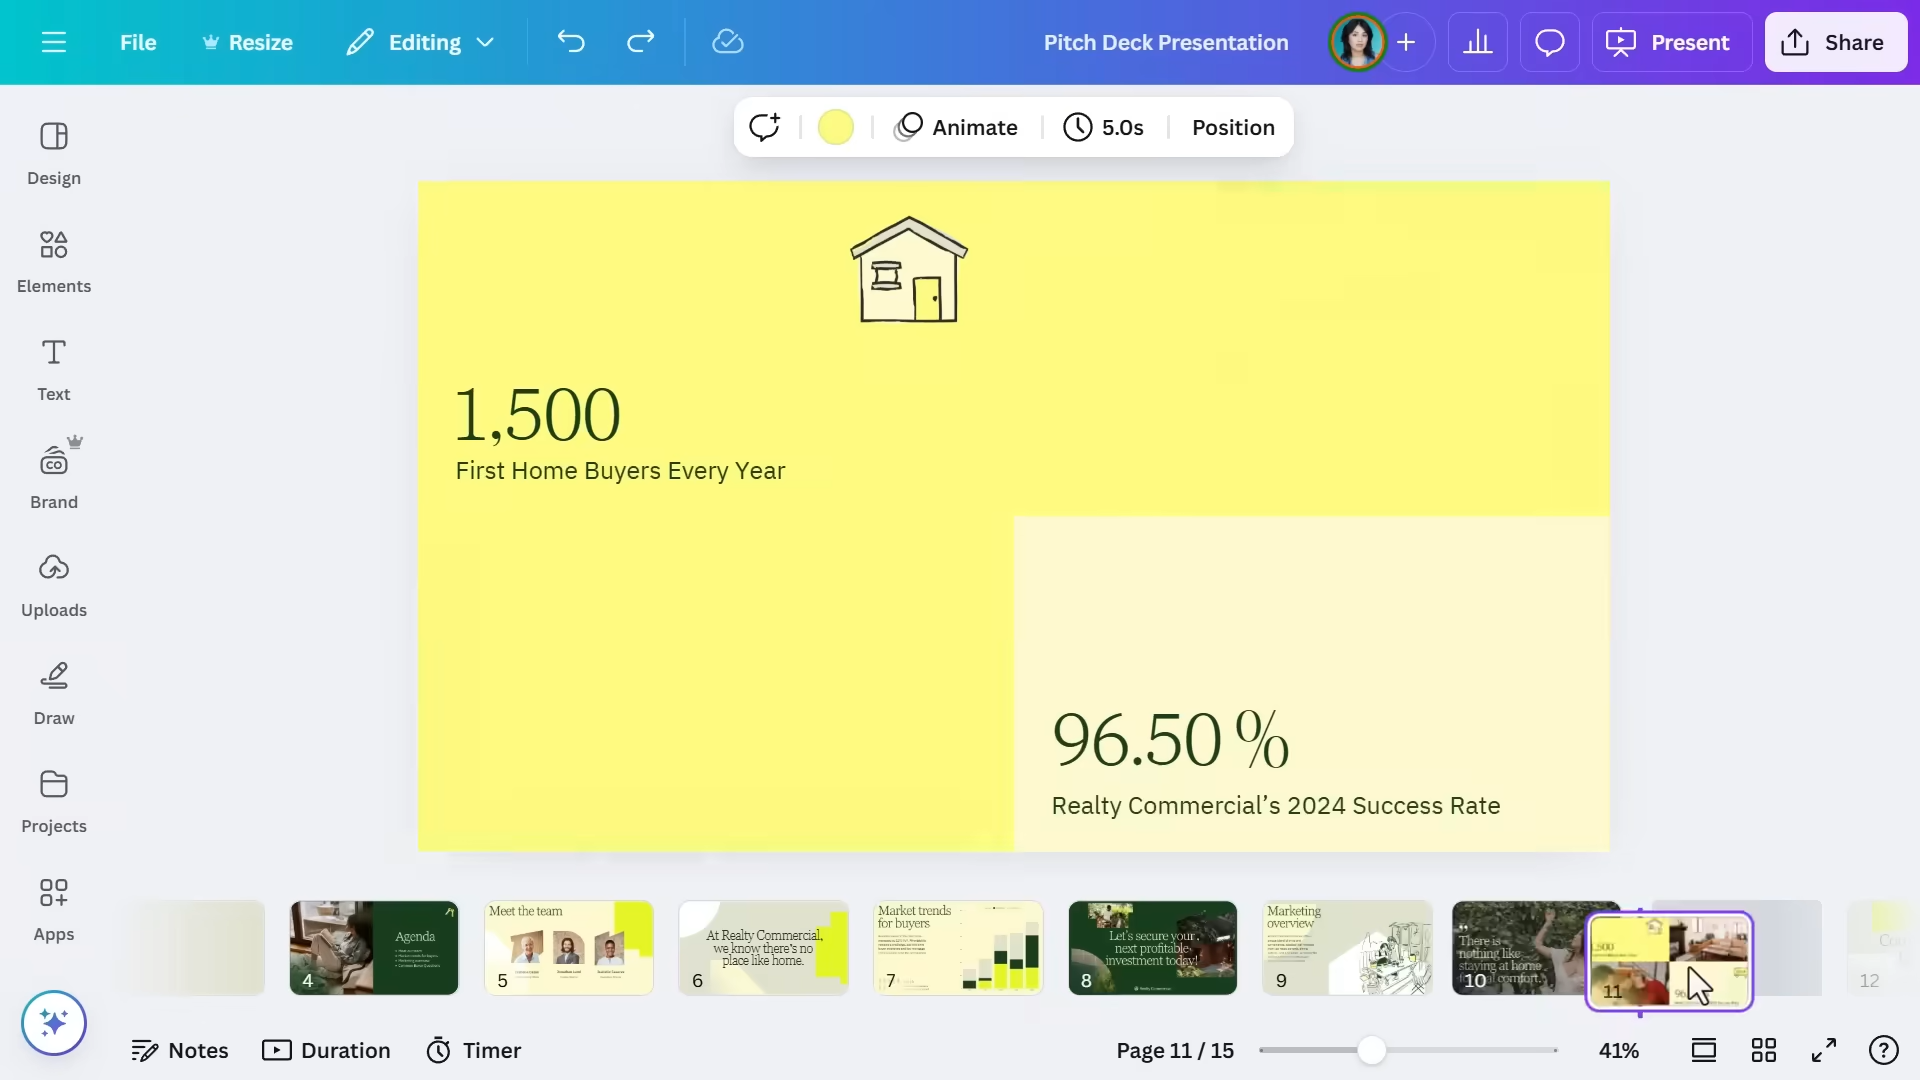 File
Resize
Editing
Pitch Deck Presentation
Present
Share
Animate
5.0s
Position
Design
Elements
Text
Brand
CO
Uploads
Draw
Projects
Apps
1,500
First Home Buyers Every Year
96.50 %
Realty Commercial’s 2024 Success Rate
Agenda
4
Meet the team
5
At Realty Commercial,
we know there's no
place like home.
6
Market trends
for buyers
7
Let's secure your
next profitable
investment today!
8
Marketing
overview
9
There is
nothing like
staying at home
comfort.
10
11
12
Notes
Duration
Timer
Page 11 / 15
41%